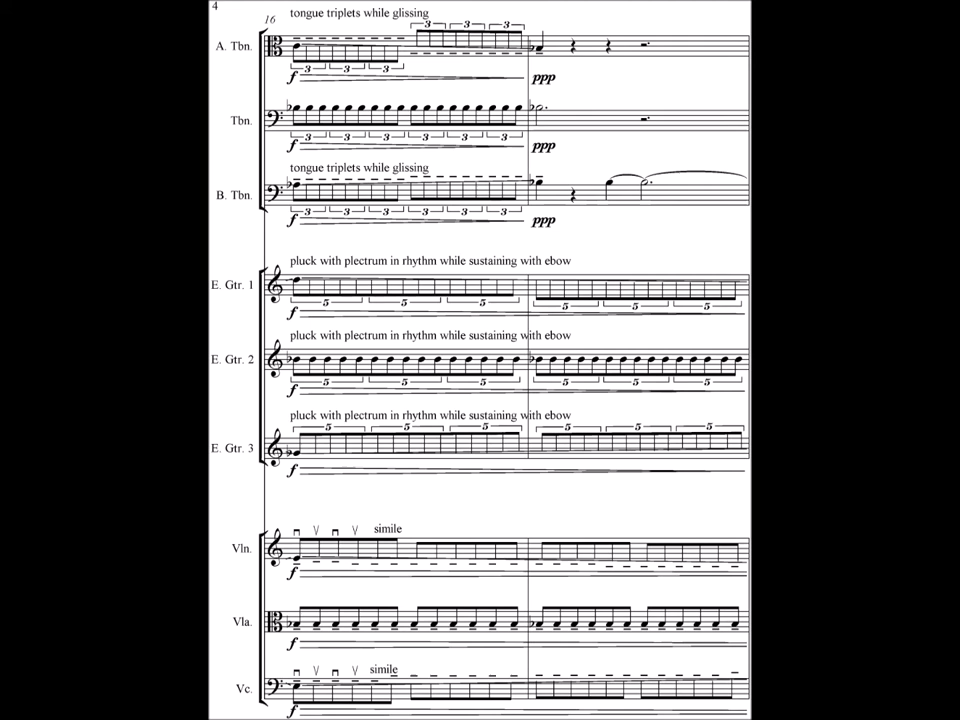 4
16
tongue triplets while glissing
3 3 3
A. Tbn.
3 3 3
f ppp
Tbn.
3 3 3 3 3 3
f ppp
tongue triplets while glissing
B. Tbn.
3 3 3 3 3 3
f ppp
pluck with plectrum in rhythm while sustaining with ebow
E. Gtr. 1
5 5 5 5 5 5
f
pluck with plectrum in rhythm while sustaining with ebow
E. Gtr. 2
5 5 5 5 5 5
f
pluck with plectrum in rhythm while sustaining with ebow
5 5 5 5 5 5
E. Gtr. 3
f
simile
Vln.
f
Vla.
f
simile
Vc.
f